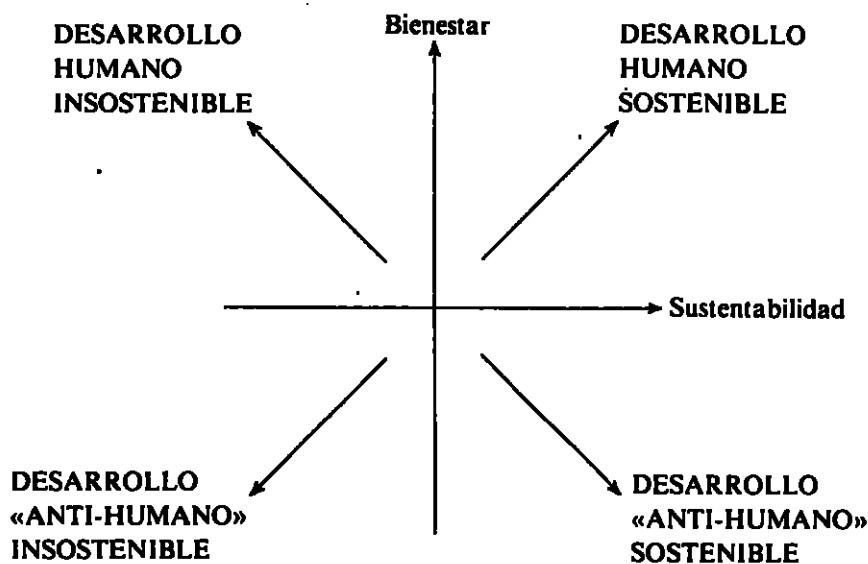 Bienestar
DESARROLLO
HUMANO
INSOSTENIBLE
DESARROLLO
HUMANO
SOSTENIBLE
Sustentabilidad
DESARROLLO
«ANTI-HUMANO»
INSOSTENIBLE
DESARROLLO
«ANTI-HUMANO»
SOSTENIBLE